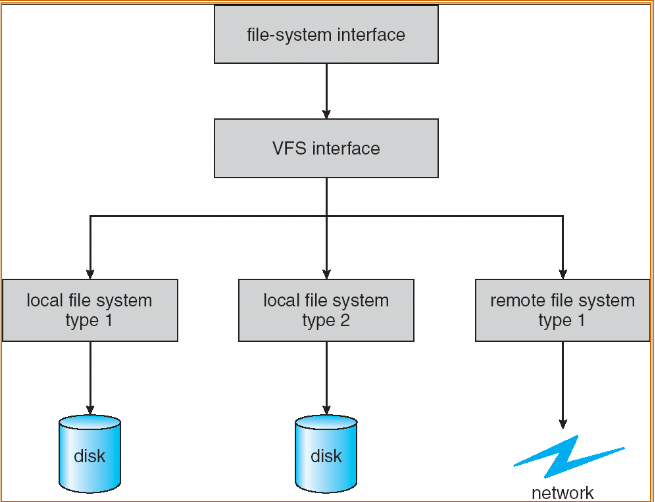 file-system interface
VFS interface
local file system
type 1
local file system
type 2
remote file system
type 1
disk
disk
network